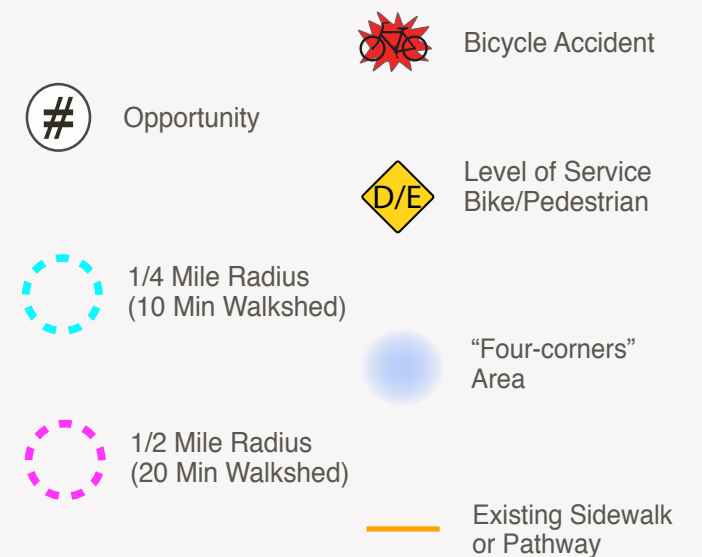 #
Opportunity
1/4 Mile Radius
(10 Min Walkshed)
1/2 Mile Radius
(20 Min Walkshed)
Bicycle Accident
D/E
Level of Service
Bike/Pedestrian
“Four-corners”
Area
Existing Sidewalk
or Pathway